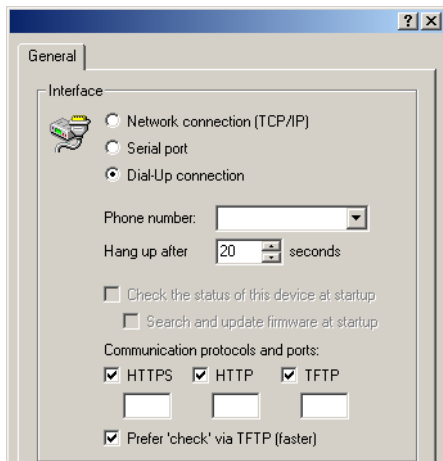 General
Interface
Network connection (TCP/IP)
Serial port
Dial-Up connection
Phone number:
Hang up after 20 seconds
Check the status of this device at startup
Search and update firmware at startup
Communication protocols and ports:
HTTPS HTTP TFTP
Prefer 'check' via TFTP (faster)